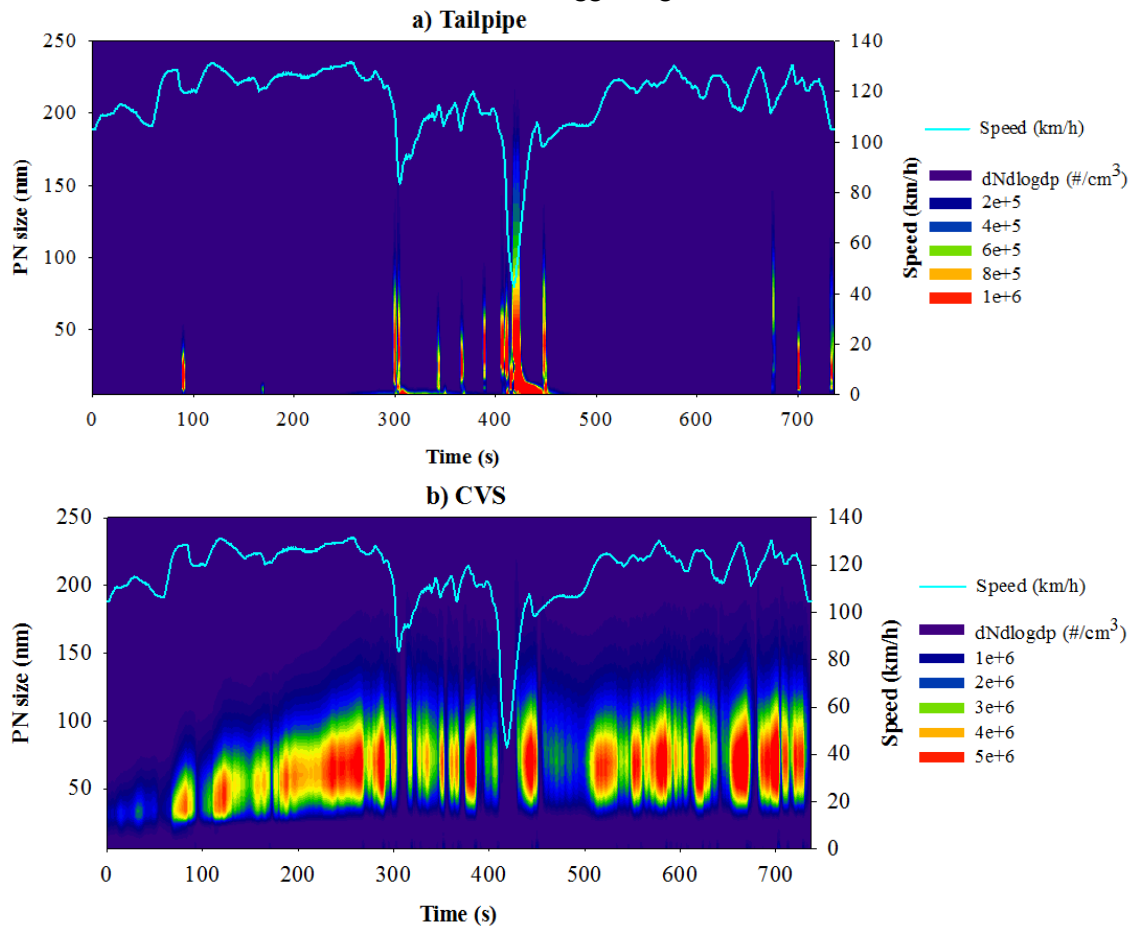 a) Tailpipe
250
200
150
100
50
PN size (nm)
0
100
200
300
400
500
600
700
Time (s)
140
120
100
80
60
40
20
0
Speed (km/h)
Speed (km/h)
dNdlogdp (#/cm³)
2e+5
4e+5
6e+5
8e+5
1e+6
b) CVS
250
200
150
100
50
PN size (nm)
0
100
200
300
400
500
600
700
Time (s)
140
120
100
80
60
40
20
0
Speed (km/h)
Speed (km/h)
dNdlogdp (#/cm³)
1e+6
2e+6
3e+6
4e+6
5e+6